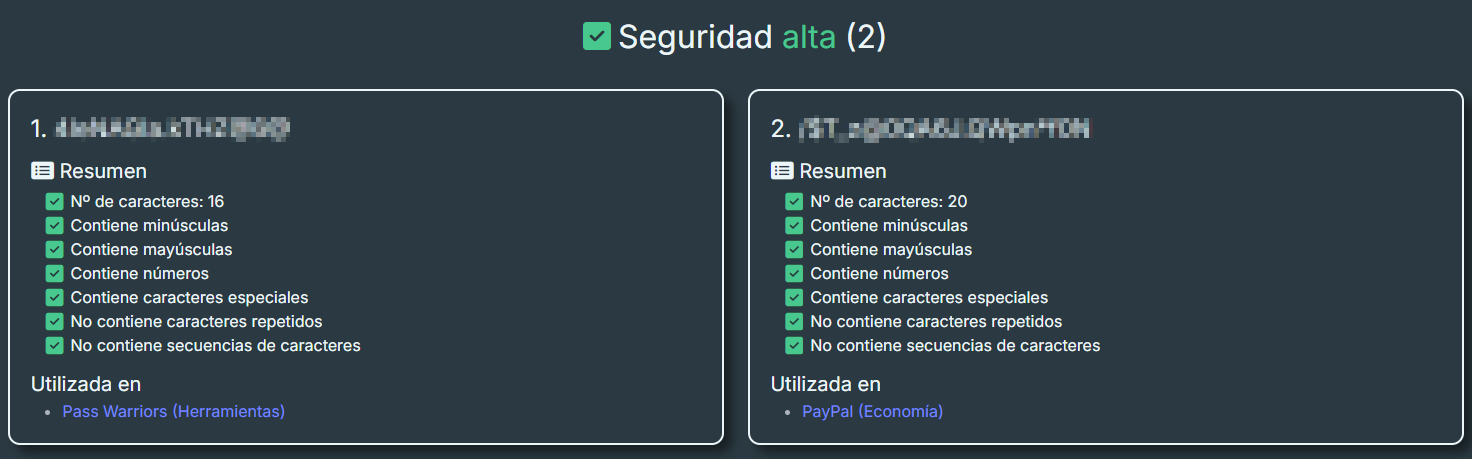 Seguridad alta (2)
1.
Resumen
Nº de caracteres: 16
Contiene minúsculas
Contiene mayúsculas
Contiene números
Contiene caracteres especiales
No contiene caracteres repetidos
No contiene secuencias de caracteres
Utilizada en
Pass Warriors (Herramientas)
2.
Resumen
Nº de caracteres: 20
Contiene minúsculas
Contiene mayúsculas
Contiene números
Contiene caracteres especiales
No contiene caracteres repetidos
No contiene secuencias de caracteres
Utilizada en
PayPal (Economía)